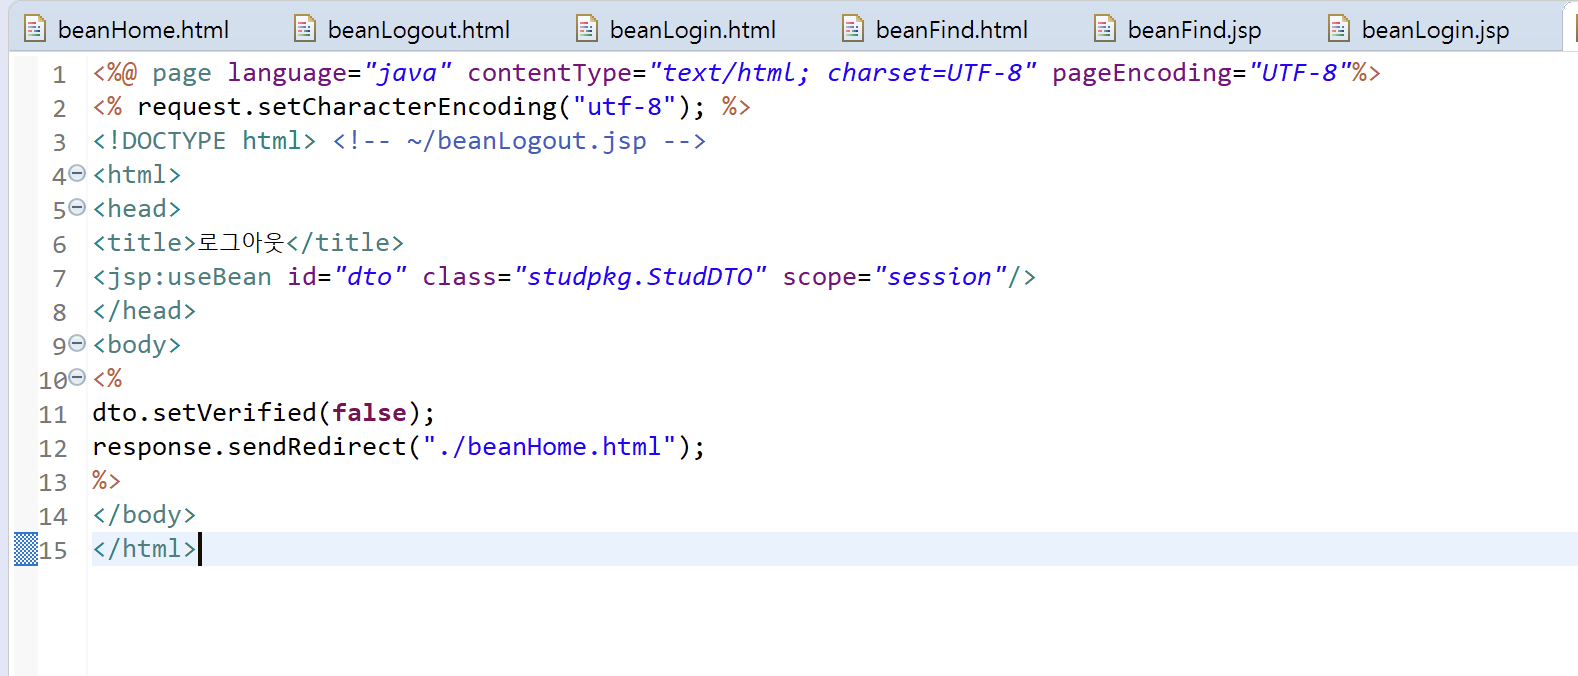 beanHome.html beanLogout.html beanLogin.html beanFind.html beanFind.jsp beanLogin.jsp
1 <%@ page language="java" contentType="text/html; charset=UTF-8" pageEncoding="UTF-8"%>
2 <% request.setCharacterEncoding("utf-8"); %>
3 <!DOCTYPE html> <!-- ~/beanLogout.jsp -->
4 <html>
5 <head>
6 <title>로그아웃</title>
7 <jsp:useBean id="dto" class="studpkg.StudDTO" scope="session"/>
8 </head>
9 <body>
10 <%
11 dto.setVerified(false);
12 response.sendRedirect("./beanHome.html");
13 %>
14 </body>
15 </html>